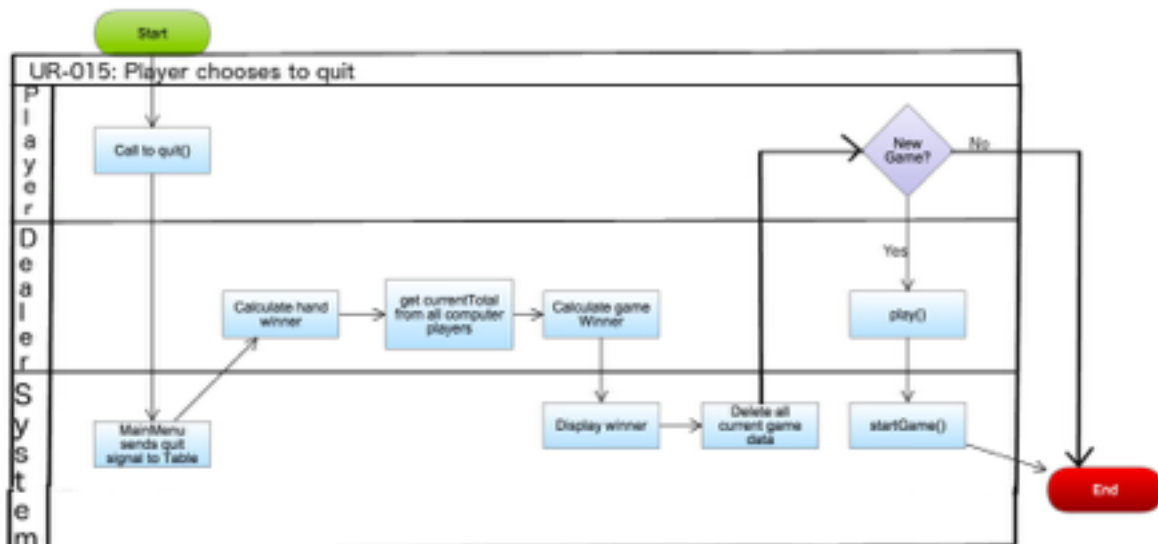 Start
UR-015: Player chooses to quit
Player
Call to quit()
New
Game?
No
Yes
Dealer
Calculate hand
winner
get currentTotal
from all computer
players
Calculate game
Winner
play()
System
MainMenu
sends quit
signal to Table
Display winner
Delete all
current game
data
startGame()
End